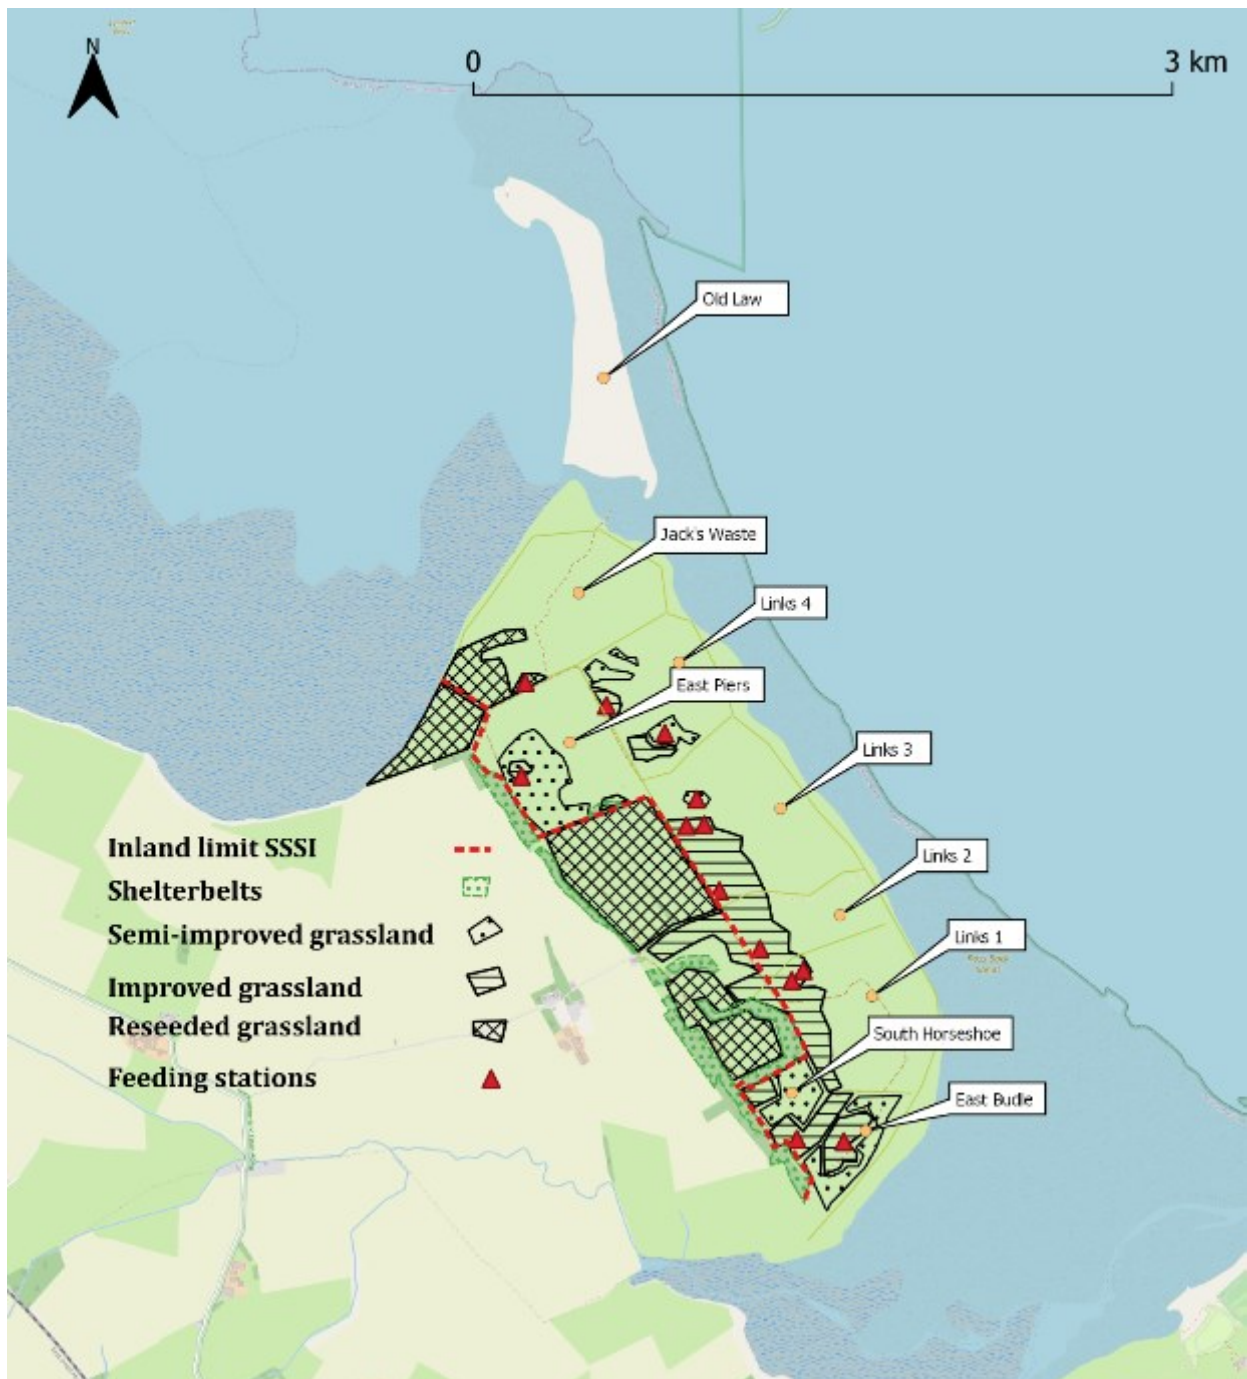 N
0 3 km
Old Law
Jack's Waste
Links 4
East Piers
Links 3
Links 2
Links 1
South Horseshoe
East Budle
Inland limit SSSI
Shelterbelts
Semi-improved grassland
Improved grassland
Reseeded grassland
Feeding stations